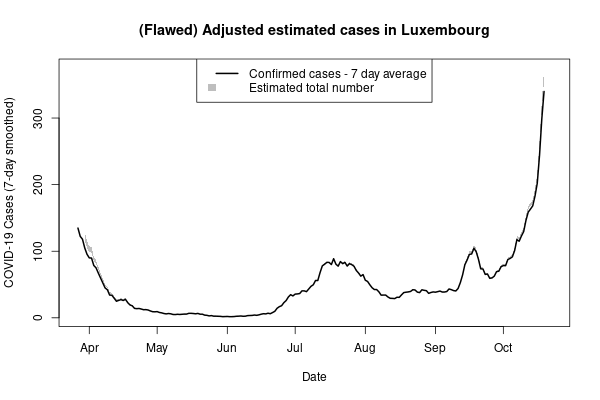 (Flawed) Adjusted estimated cases in Luxembourg
Confirmed cases - 7 day average
Estimated total number
COVID-19 Cases (7-day smoothed)
300
200
100
0
Apr May Jun Jul Aug Sep Oct
Date